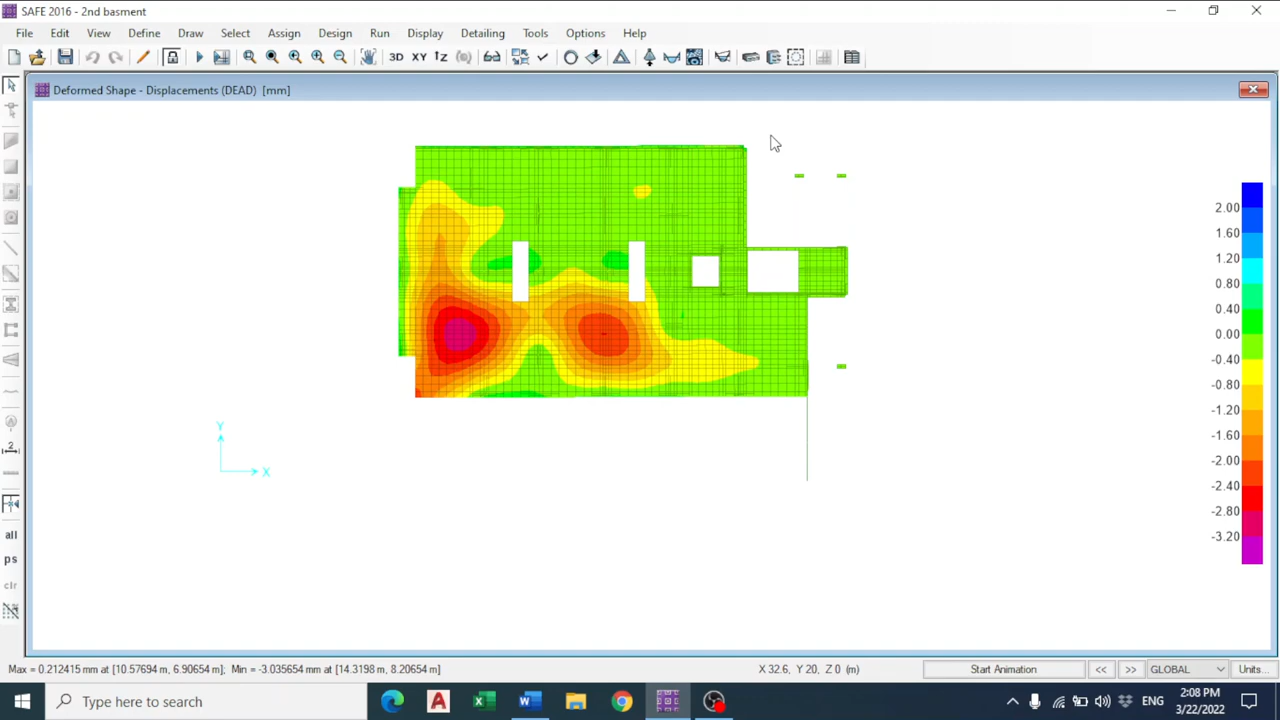 SAFE 2016 - 2nd basment
File Edit View Define Draw Select Assign Design Run Display Detailing Tools Options Help
3D XY
Deformed Shape - Displacements (DEAD) [mm]
2.00
1.60
1.20
0.80
0.40
0.00
-0.40
-0.80
-1.20
-1.60
-2.00
-2.40
-2.80
-3.20
Y
X
2
all
ps
clr
Max = 0.212415 mm at [10.57694 m, 6.90654 m]; Min = -3.035654 mm at [14.3198 m, 8.20654 m]
X 32.6, Y 20, Z 0 (m)
Start Animation
<<
>>
GLOBAL
Units...
Type here to search
ENG
2:08 PM
3/22/2022